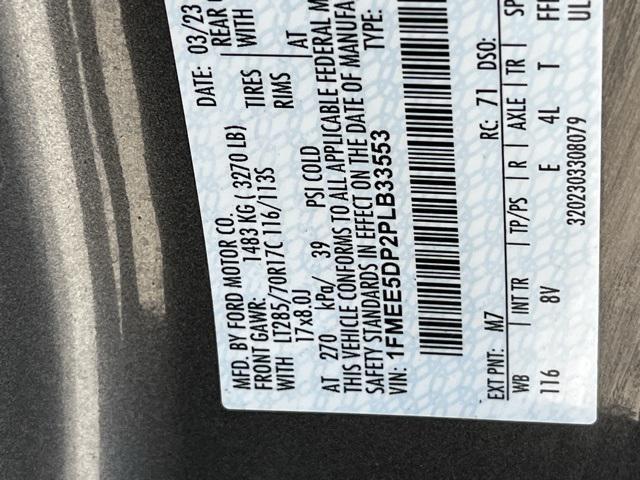 MFD. BY FORD MOTOR CO.
DATE: 03/23
FRONT GAWR: 1483 KG ( 3270 LB)
REAR
WITH LT285/70R17C 116/113S
TIRES
WITH
17x8.0J
RIMS
AT 270 kPa/ 39 PSI COLD
AT
THIS VEHICLE CONFORMS TO ALL APPLICABLE FEDERAL M
SAFETY STANDARDS IN EFFECT ON THE DATE OF MANUFA
VIN: 1FMEE5DP2PLB33553
TYPE:
EXT PNT: M7 RC: 71 DSO:
WB INT TR TP/PS R AXLE TR SP
116 8V E 4L T FF
3202303308079 UL